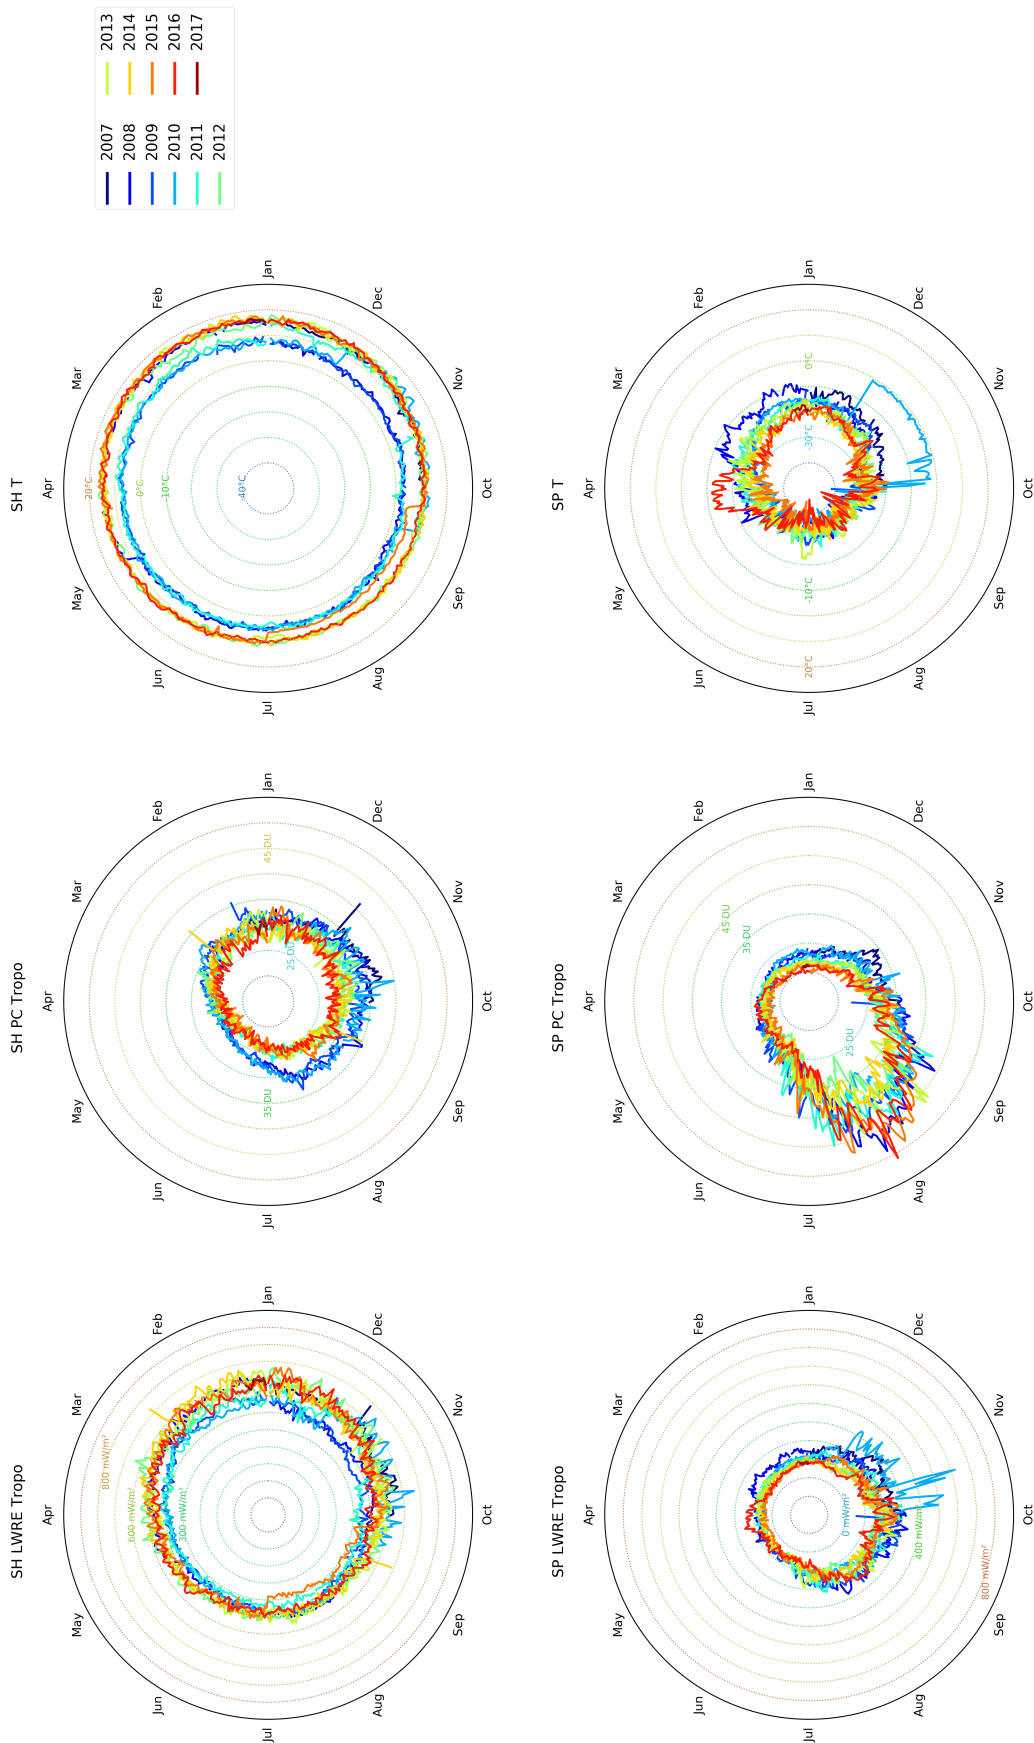 SH LWRE Tropo
Apr
May
Mar
Jun
Feb
Jul
Jan
Aug
Dec
Sep
Nov
Oct
800 mW/m²
600 mW/m²
300 mW/m²
SH PC Tropo
Apr
May
Mar
Jun
Feb
Jul
Jan
Aug
Dec
Sep
Nov
Oct
35 DU
45 DU
25 DU
SH T
Apr
May
Mar
Jun
Feb
Jul
Jan
Aug
Dec
Sep
Nov
Oct
20°C
0°C
-10°C
-40°C
2007
2008
2009
2010
2011
2012
2013
2014
2015
2016
2017
SP LWRE Tropo
Apr
May
Mar
Jun
Feb
Jul
Jan
Aug
Dec
Sep
Nov
Oct
0 mW/m²
400 mW/m²
800 mW/m²
SP PC Tropo
Apr
May
Mar
Jun
Feb
Jul
Jan
Aug
Dec
Sep
Nov
Oct
45 DU
35 DU
25 DU
SP T
Apr
May
Mar
Jun
Feb
Jul
Jan
Aug
Dec
Sep
Nov
Oct
20°C
-10°C
-30°C
0°C